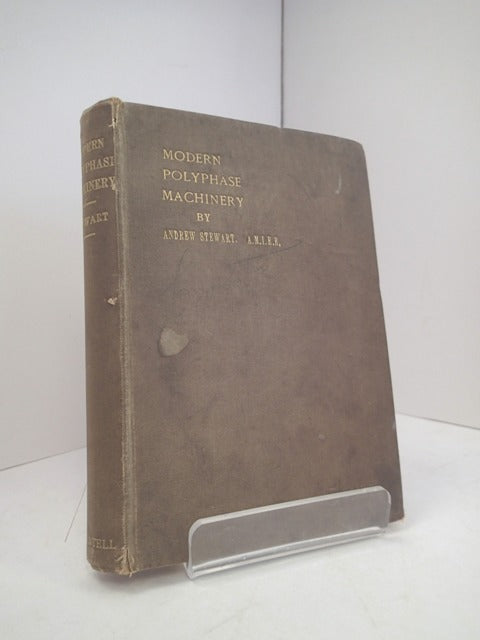 MODERN
POLYPHASE
MACHINERY
BY
ANDREW STEWART. A.M.I.E.E.